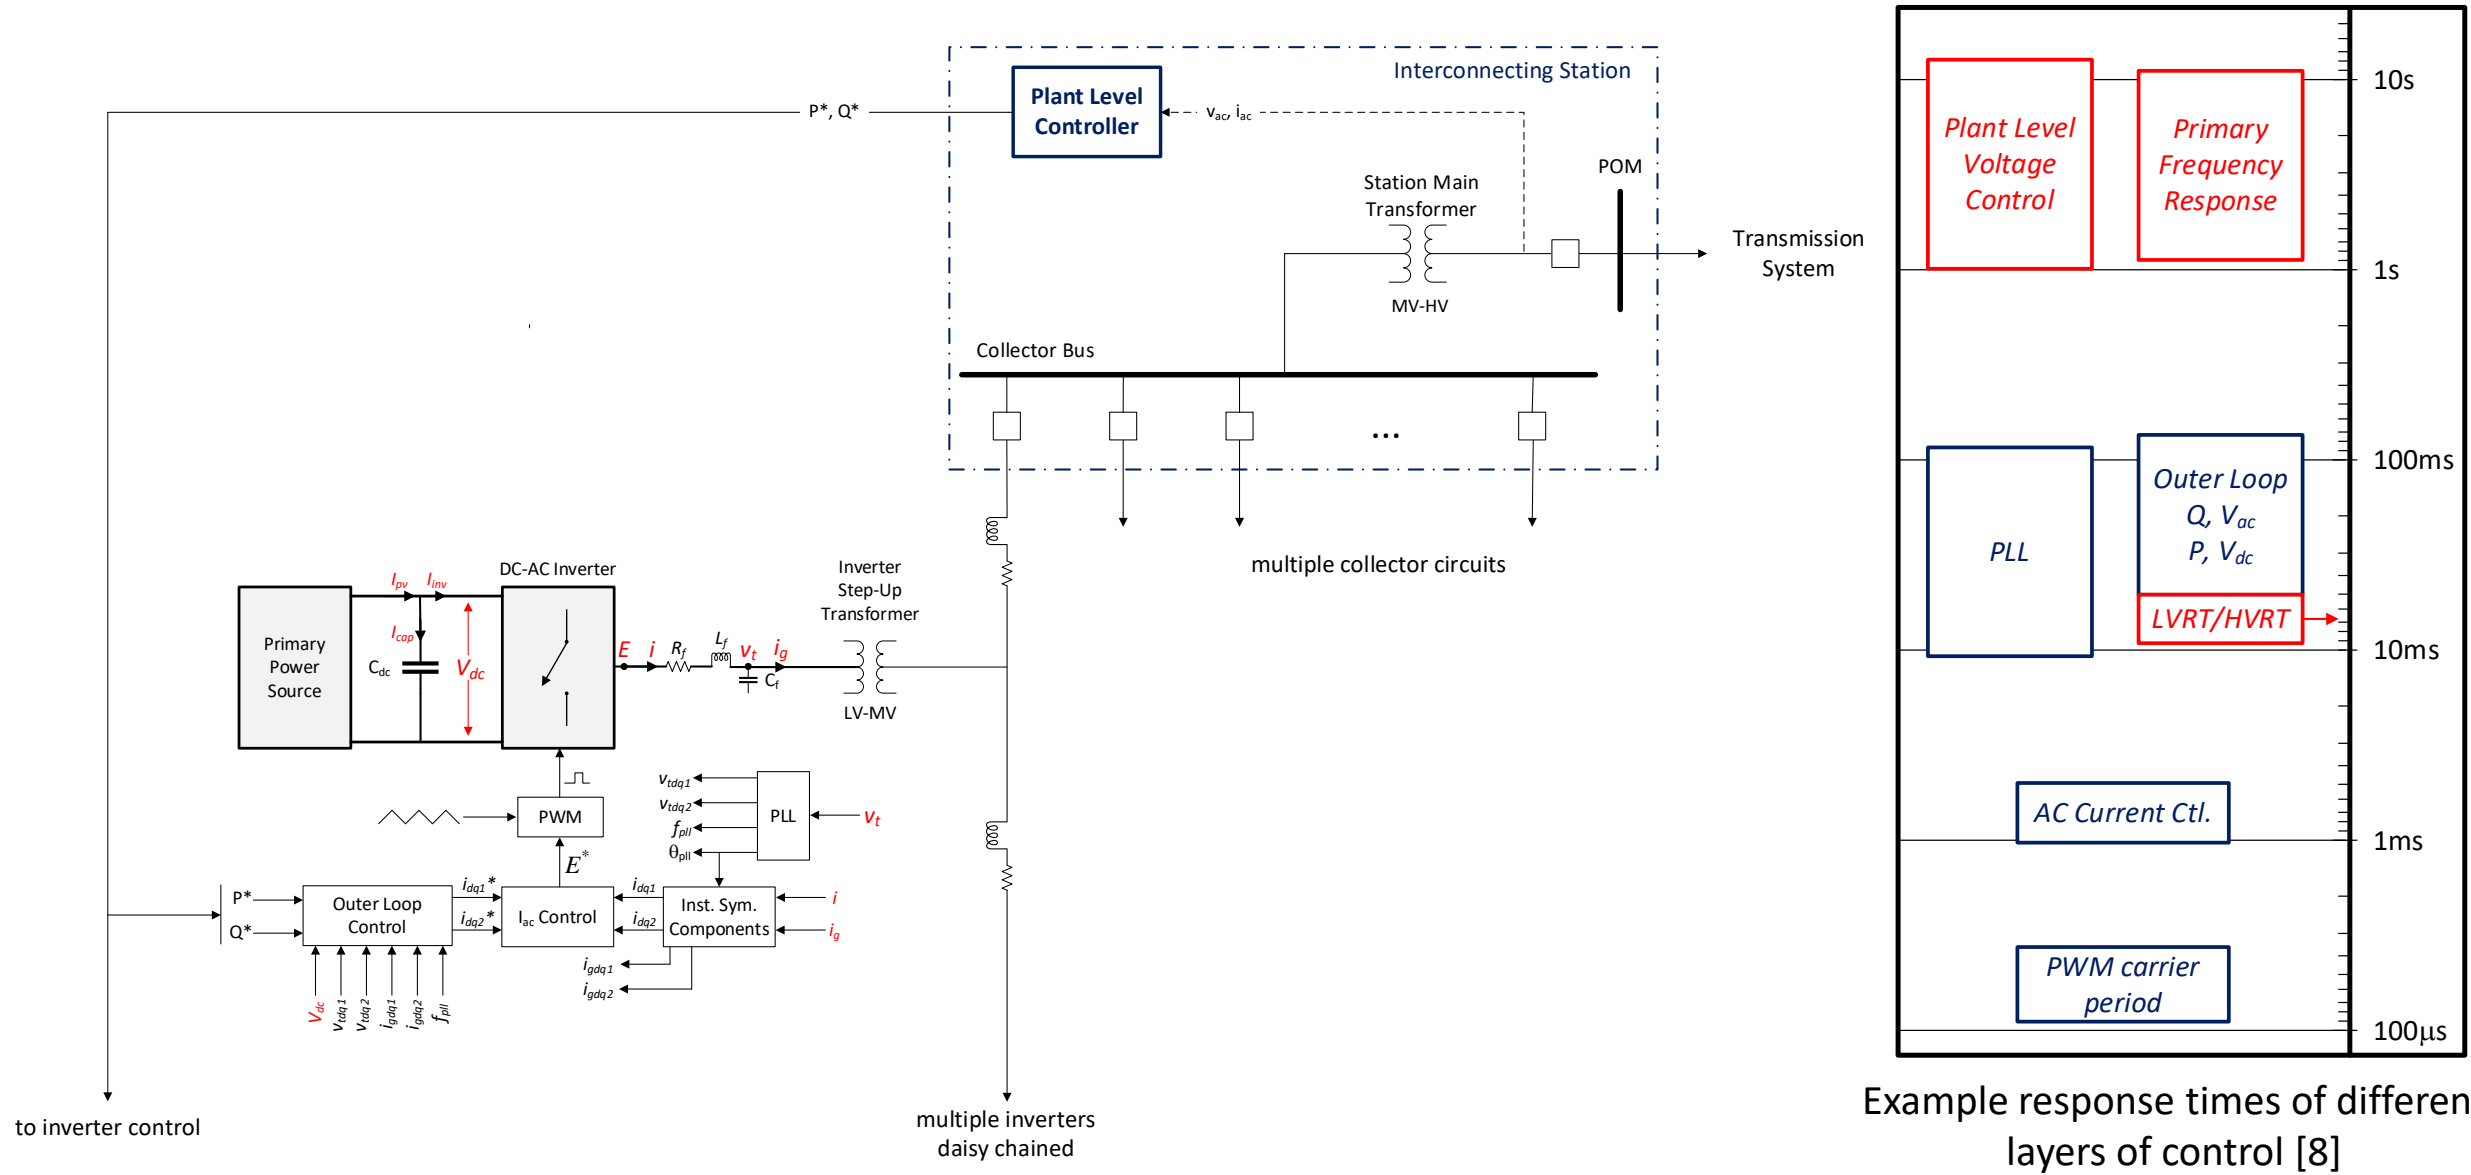 Interconnecting Station
Plant Level
Controller
P*, Q*
vac, iac
POM
Station Main
Transformer
MV-HV
Transmission
System
Collector Bus
...
multiple collector circuits
DC-AC Inverter
Inverter
Step-Up
Transformer
LV-MV
Primary
Power
Source
Ipv
Iinv
Icap
Cdc
Vdc
E
i
Rf
Lf
vt
ig
Cf
PWM
E*
vtdq1
vtdq2
fpll
θpll
PLL
vt
P*
Q*
Outer Loop
Control
idq1*
idq2*
Iac Control
idq1
idq2
Inst. Sym.
Components
i
ig
igdq1
igdq2
Vdc
vtdq1
vtdq2
igdq1
igdq2
fpll
to inverter control
multiple inverters
daisy chained
10s
1s
100ms
10ms
1ms
100μs
Plant Level
Voltage
Control
Primary
Frequency
Response
PLL
Outer Loop
Q, Vac
P, Vdc
LVRT/HVRT
AC Current Ctl.
PWM carrier
period
Example response times of differen
layers of control [8]